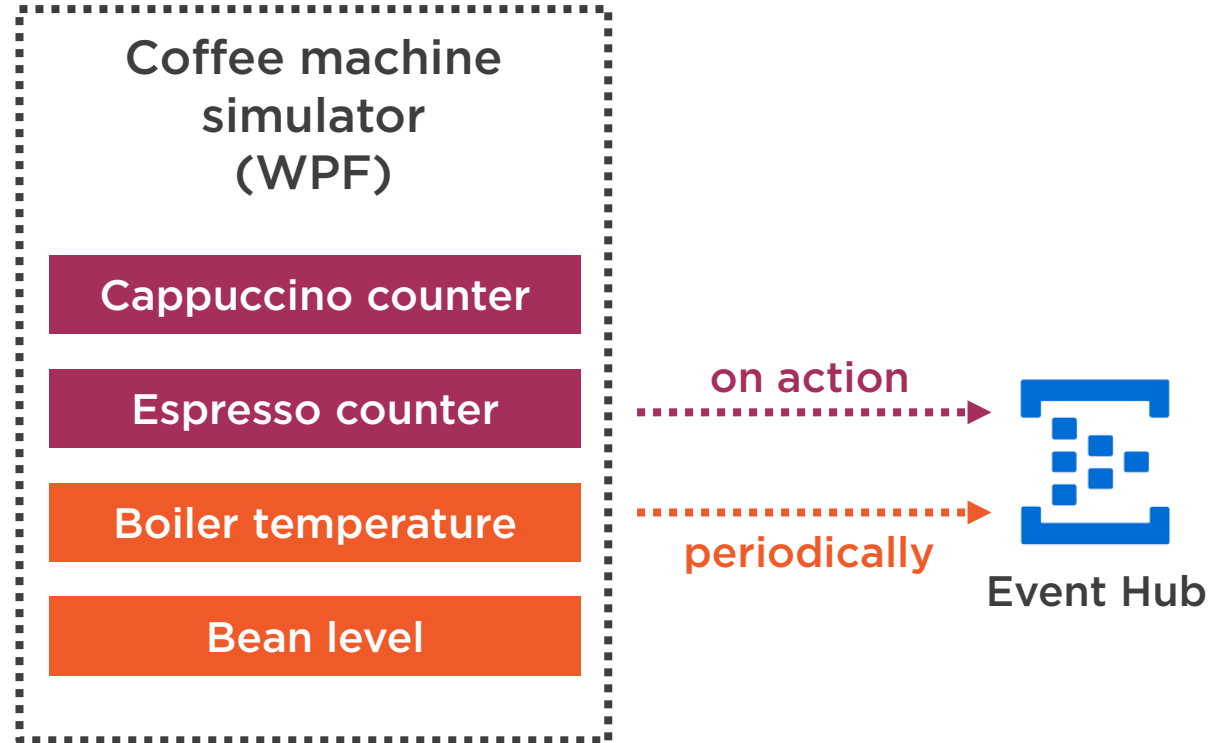 Coffee machine
simulator
(WPF)
Cappuccino counter
Espresso counter
Boiler temperature
Bean level
on action
periodically
Event Hub